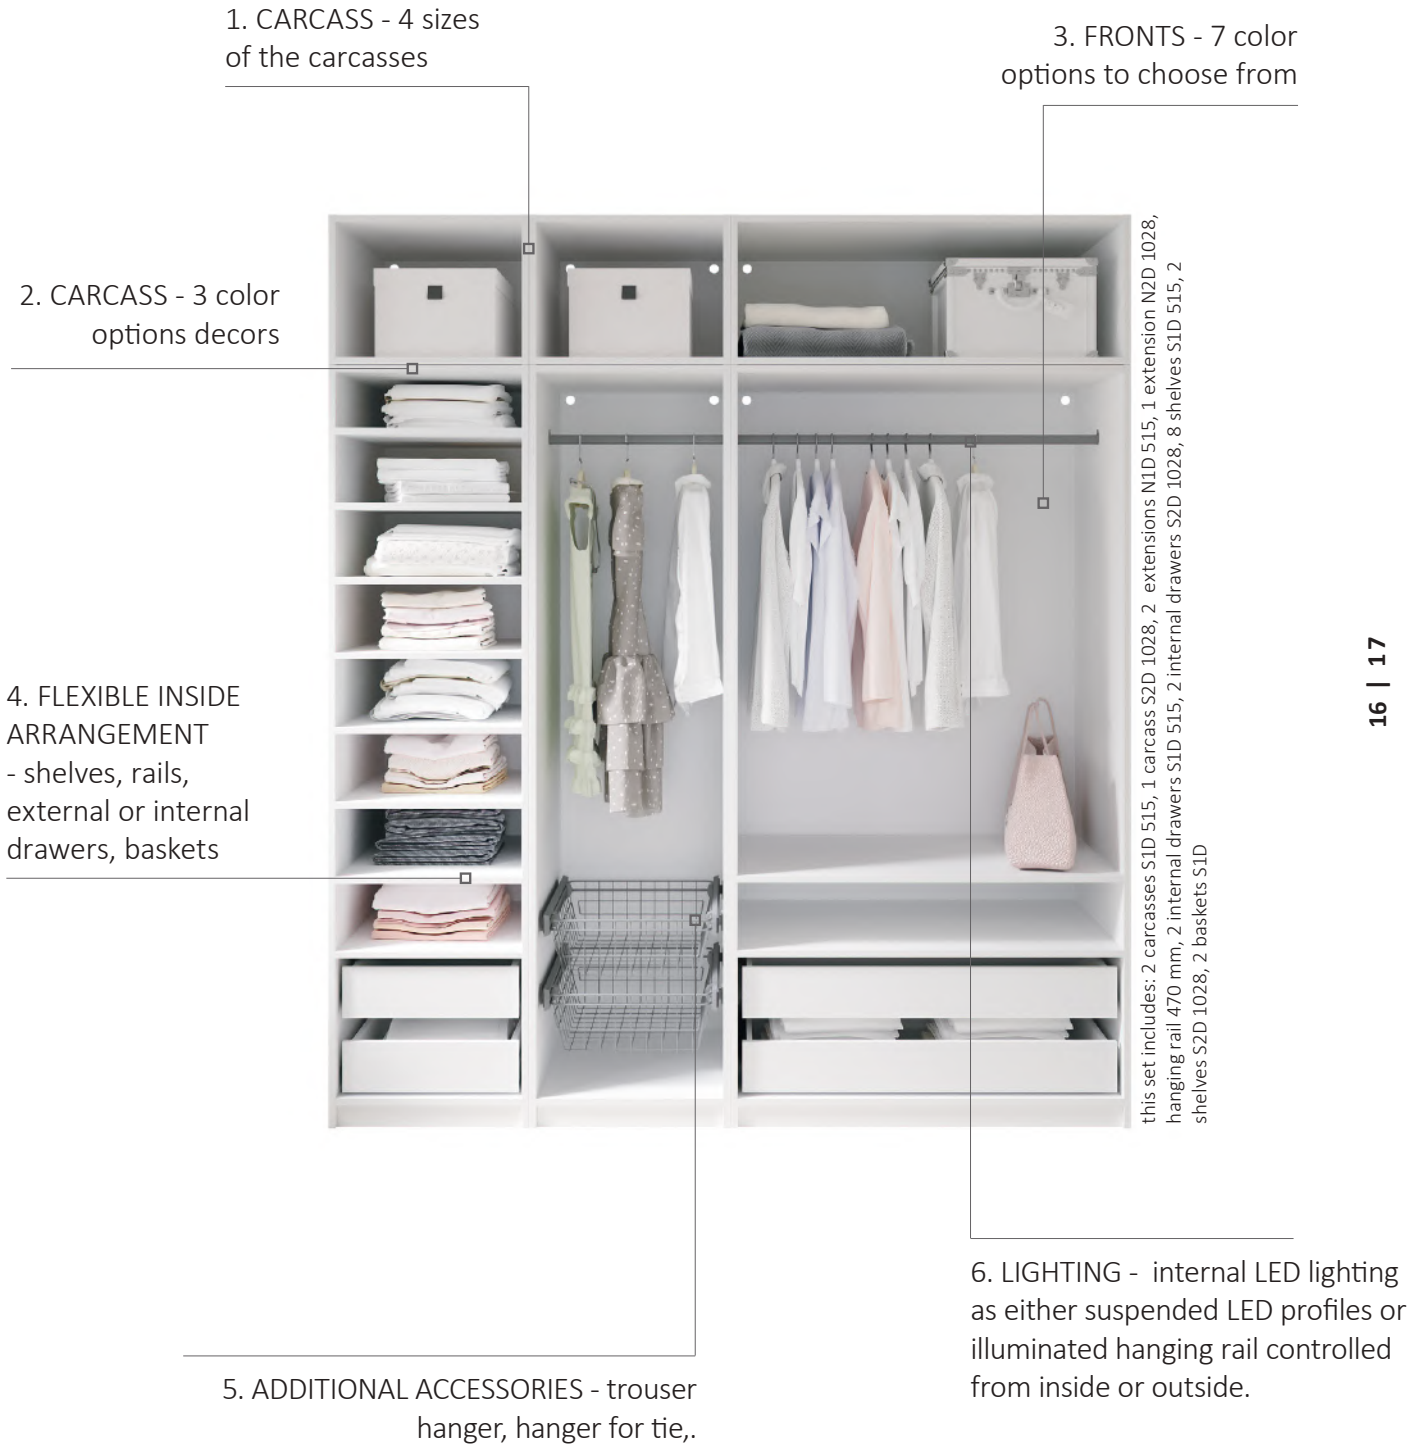 1. CARCASS - 4 sizes
of the carcasses
3. FRONTS - 7 color
options to choose from
2. CARCASS - 3 color
options decors
4. FLEXIBLE INSIDE
ARRANGEMENT
- shelves, rails,
external or internal
drawers, baskets
this set includes: 2 carcasses S1D 515, 1 carcass S2D 1028, 2 extensions N1D 515, 1 extension N2D 1028,
hanging rail 470 mm, 2 internal drawers S1D 515, 2 internal drawers S2D 1028, 8 shelves S1D 515, 2
shelves S2D 1028, 2 baskets S1D
16 | 17
6. LIGHTING - internal LED lighting
as either suspended LED profiles or
illuminated hanging rail controlled
from inside or outside.
5. ADDITIONAL ACCESSORIES - trouser
hanger, hanger for tie,.